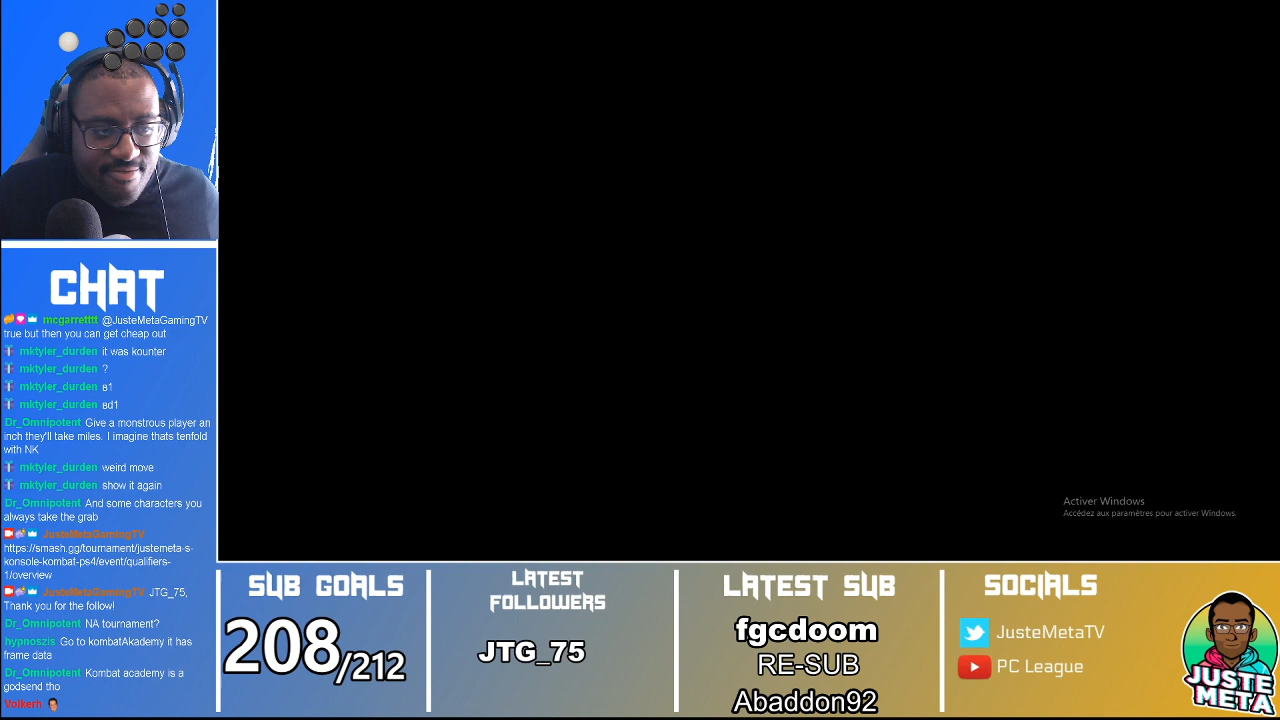 CHAT
mcgarretttt @JusteMetaGamingTV
true but then you can get cheap out
mktyler_durden it was kounter
mktyler_durden ?
mktyler_durden в1
mktyler_durden вd1
Dr_Omnipotent Give a monstrous player an
inch they'll take miles. I imagine thats tenfold
with NK
mktyler_durden weird move
mktyler_durden show it again
Dr_Omnipotent And some characters you
always take the grab
JusteMetaGamingTV
https://smash.gg/tournament/justemeta-s-
konsole-kombat-ps4/event/qualifiers-
1/overview
JusteMetaGamingTV JTG_75,
Thank you for the follow!
Dr_Omnipotent NA tournament?
hypnoszis Go to kombatAkademy it has
frame data
Dr_Omnipotent Kombat academy is a
godsend tho
Volkerh
Activer Windows
Accédez aux paramètres pour activer Windows.
SUB GOALS
208/212
LATEST
FOLLOWERS
JTG_75
LATEST SUB
fgcdoom
RE-SUB
Abaddon92
SOCIALS
JusteMetaTV
PC League
JUSTE
META